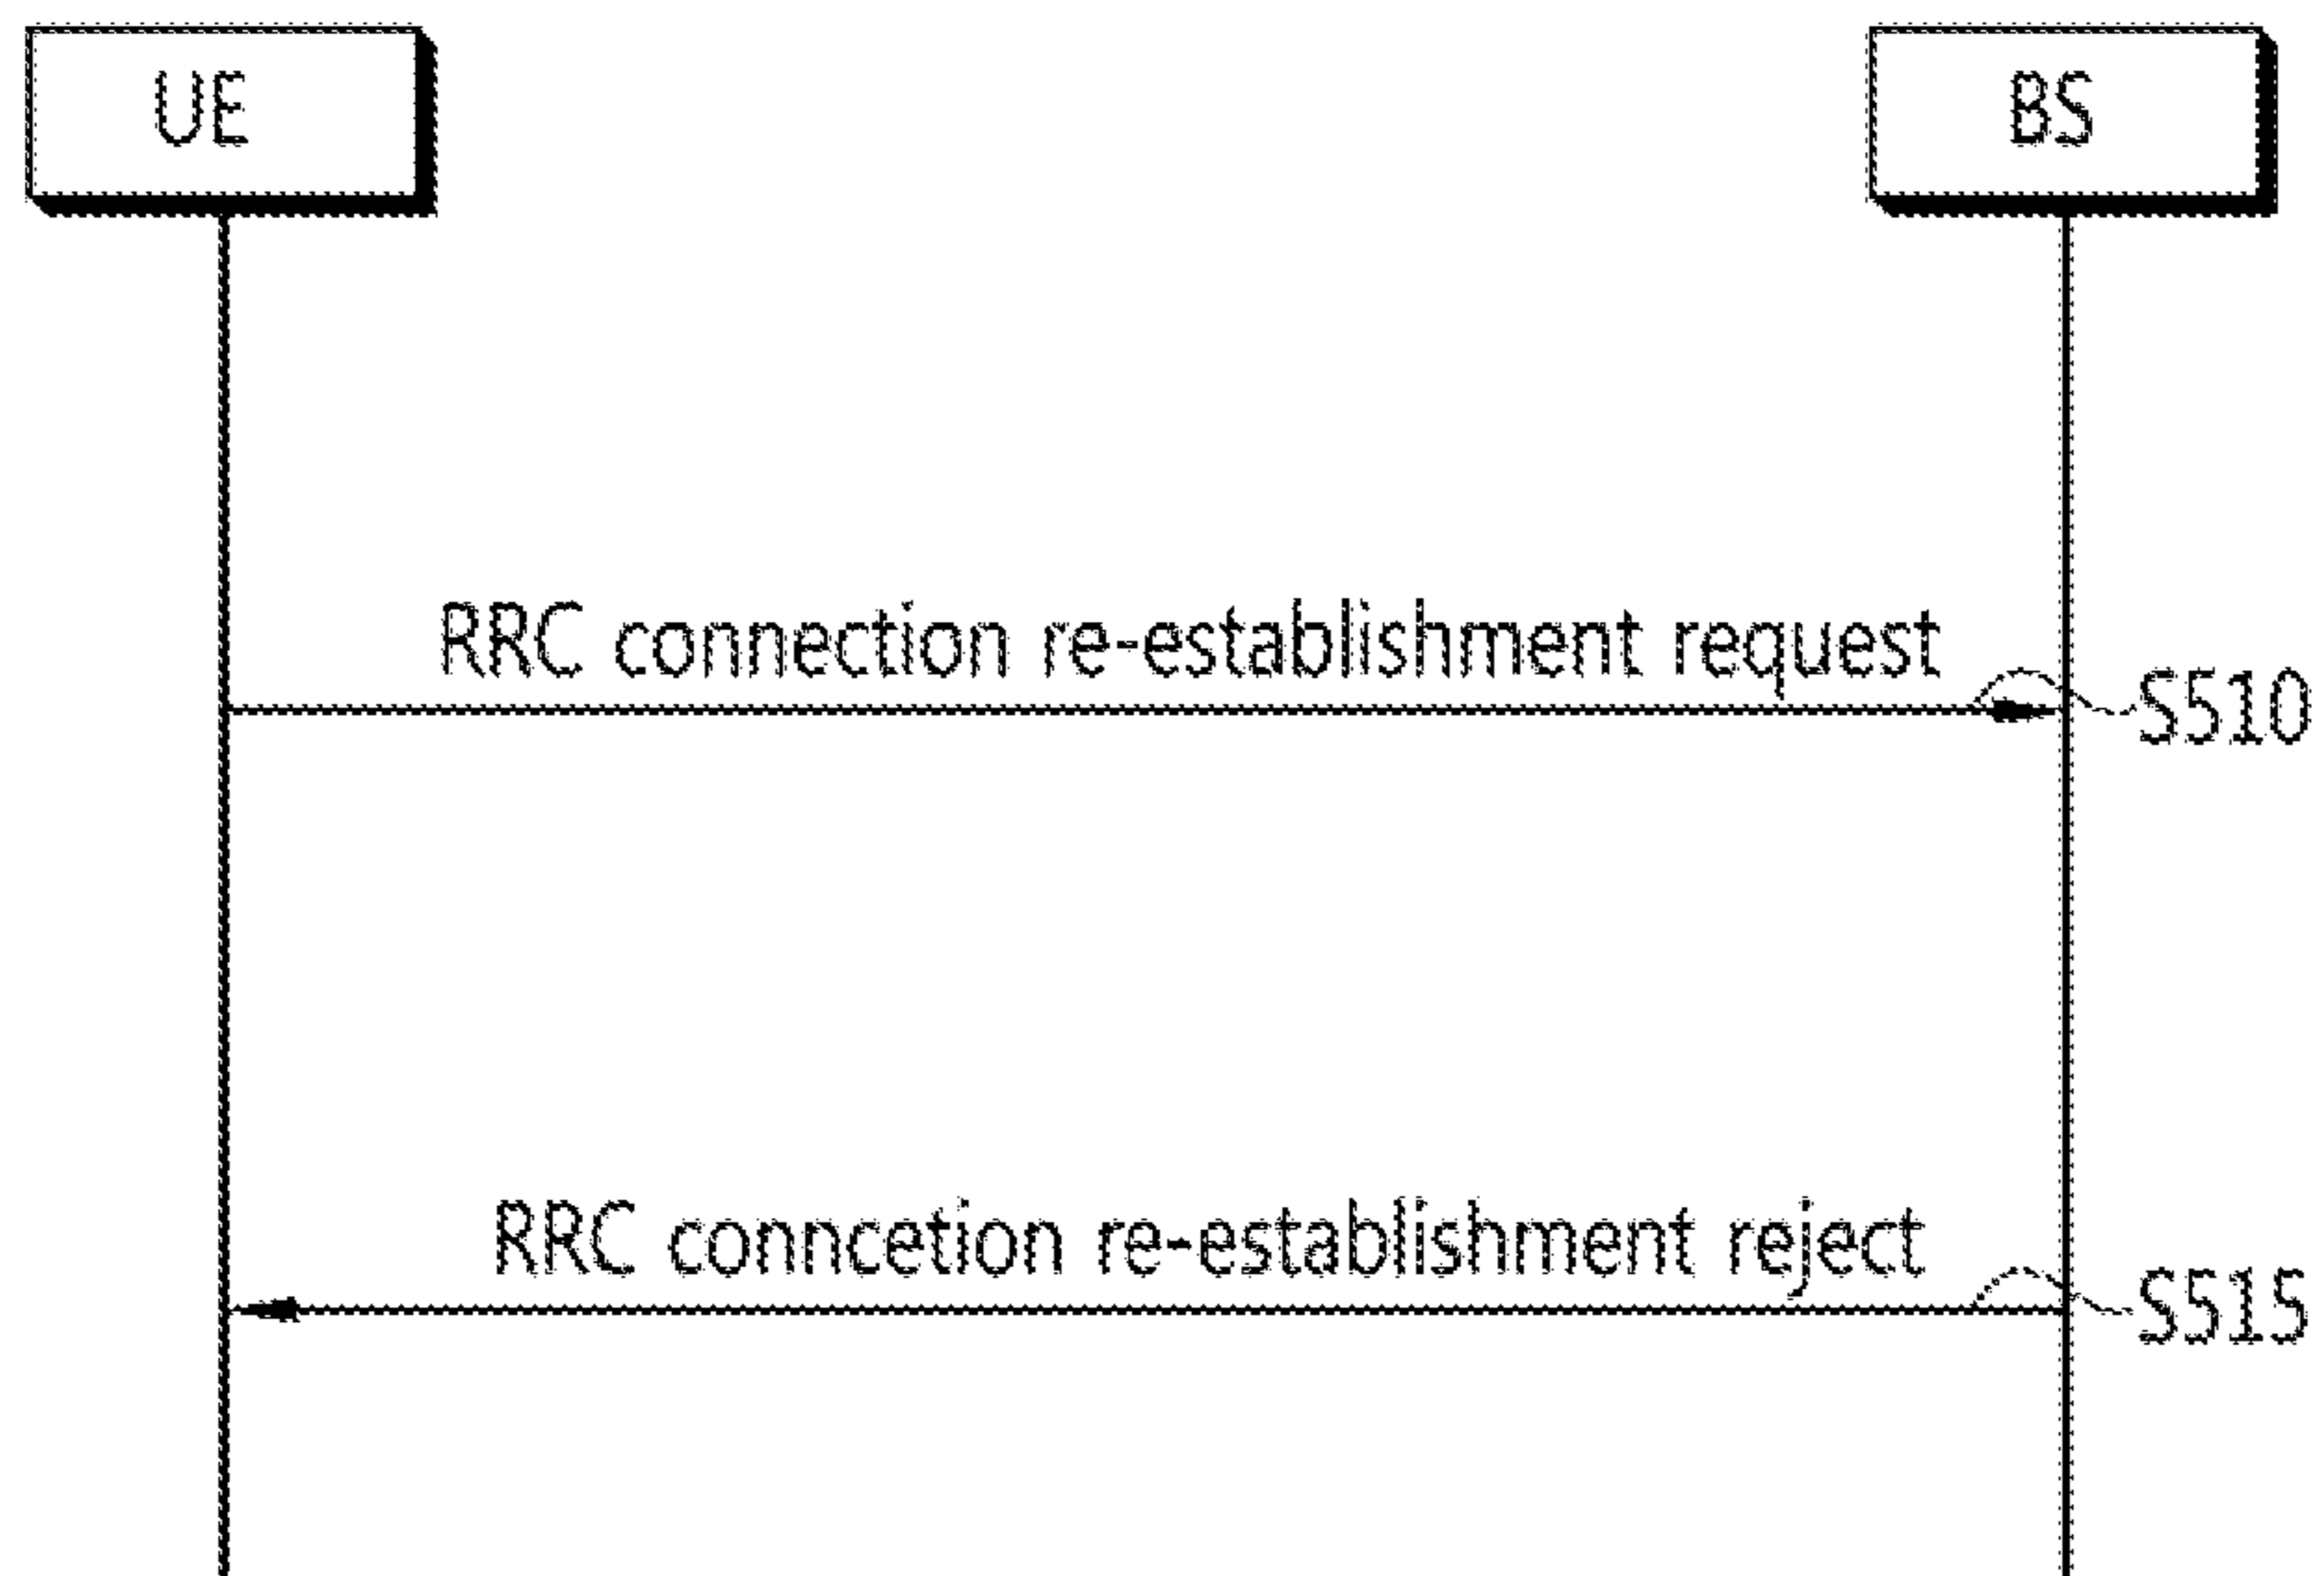 UE
BS
RRC connection re-establishment request
S510
RRC conncetion re-establishment reject
S515